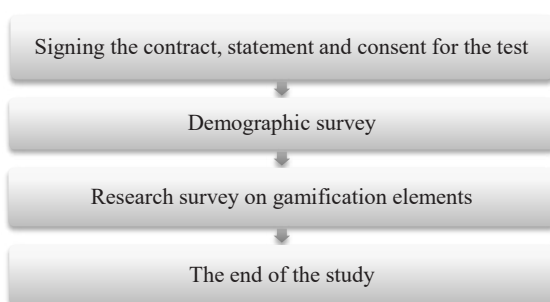 Signing the contract, statement and consent for the test
Demographic survey
Research survey on gamification elements
The end of the study